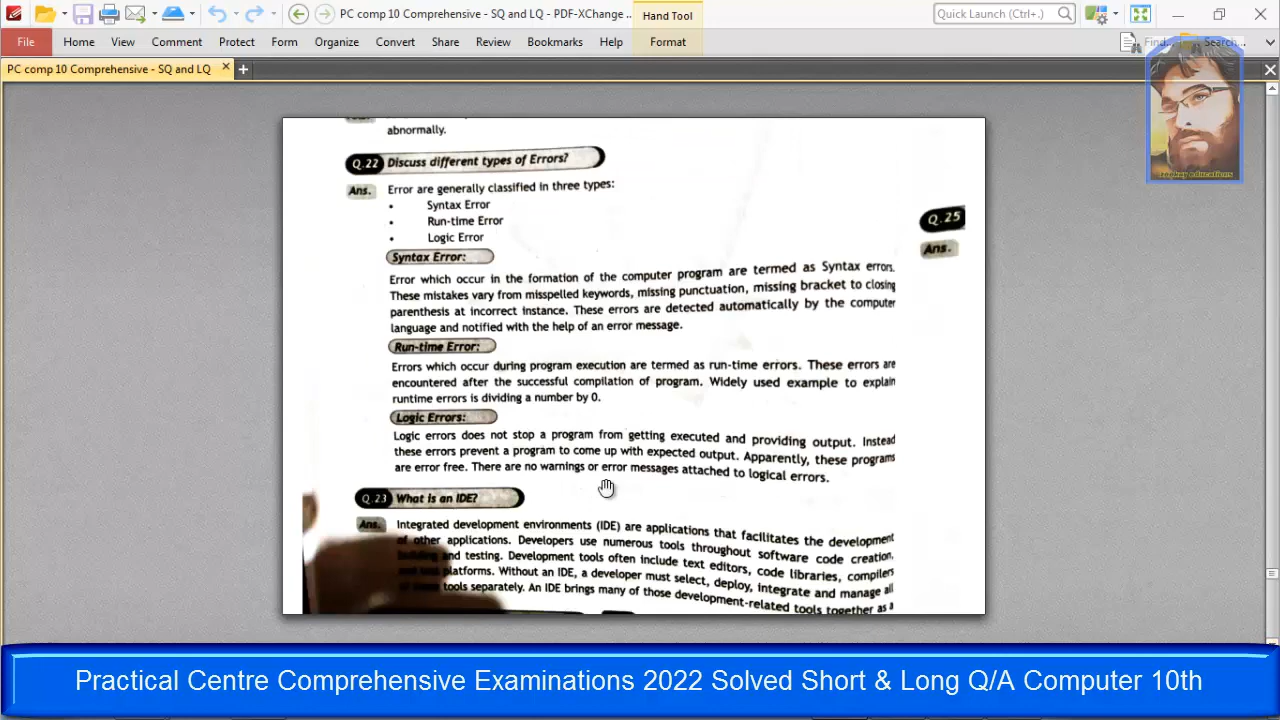 PC comp 10 Comprehensive - SQ and LQ - PDF-XChange ...
Hand Tool
Quick Launch (Ctrl+.)
File Home View Comment Protect Form Organize Convert Share Review Bookmarks Help Format
Find... Search...
PC comp 10 Comprehensive - SQ and LQ
abnormally.
Q.22 Discuss different types of Errors?
Ans. Error are generally classified in three types:
• Syntax Error
• Run-time Error
• Logic Error
Syntax Error:
Error which occur in the formation of the computer program are termed as Syntax errors.
These mistakes vary from misspelled keywords, missing punctuation, missing bracket to closing
parenthesis at incorrect instance. These errors are detected automatically by the computer
language and notified with the help of an error message.
Run-time Error:
Errors which occur during program execution are termed as run-time errors. These errors are
encountered after the successful compilation of program. Widely used example to explain
runtime errors is dividing a number by 0.
Logic Errors:
Logic errors does not stop a program from getting executed and providing output. Instead
these errors prevent a program to come up with expected output. Apparently, these programs
are error free. There are no warnings or error messages attached to logical errors.
Q.23 What is an IDE?
Ans. Integrated development environments (IDE) are applications that facilitates the development
of other applications. Developers use numerous tools throughout software code creation,
building and testing. Development tools often include text editors, code libraries, compilers
platforms. Without an IDE, a developer must select, deploy, integrate and manage all
tools separately. An IDE brings many of those development-related tools together as a
Q.25
Ans.
Practical Centre Comprehensive Examinations 2022 Solved Short & Long Q/A Computer 10th